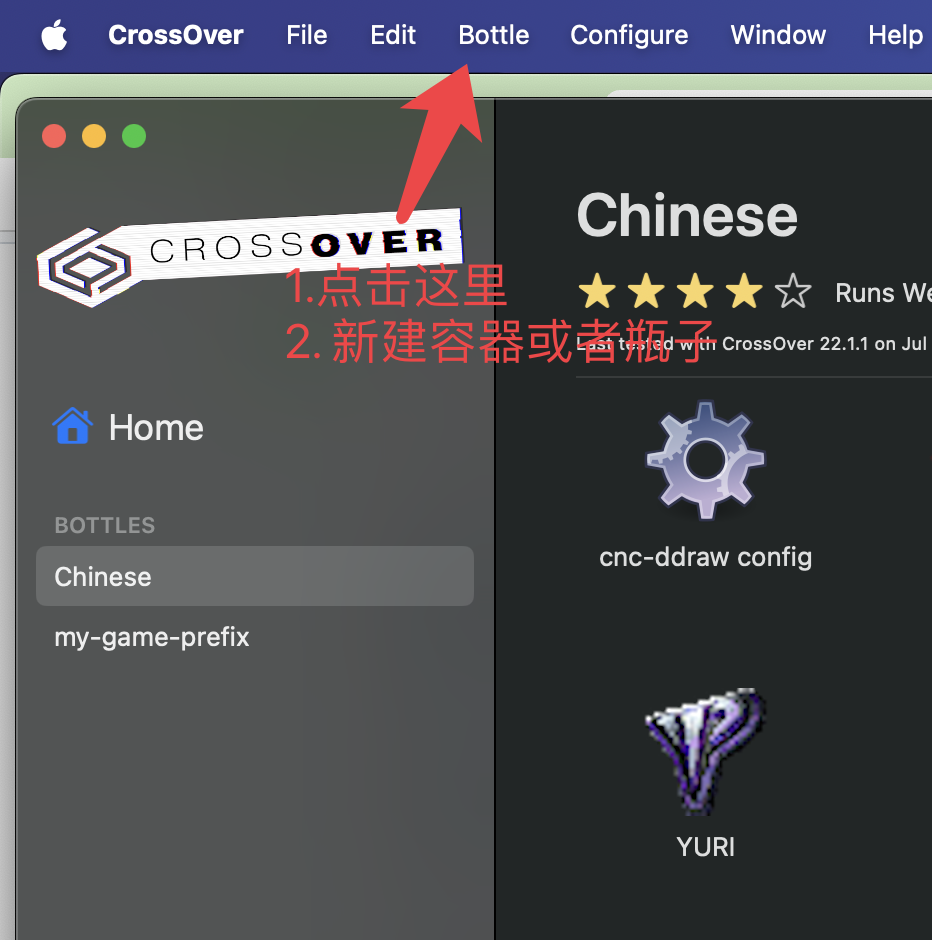 CrossOver File Edit Bottle Configure Window Help
CROSSOVER
1.点击这里
2. 新建容器或者瓶子
Home
BOTTLES
Chinese
my-game-prefix
Chinese
Runs We
Last tested with CrossOver 22.1.1 on Jul
cnc-ddraw config
YURI